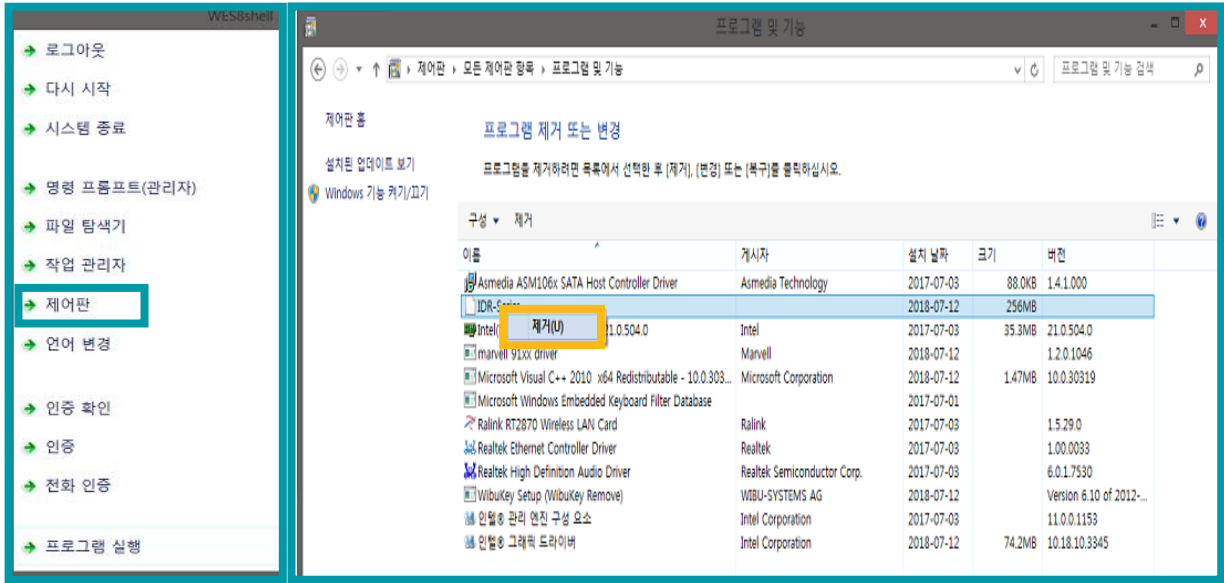 WES8shell
로그아웃
다시 시작
시스템 종료
명령 프롬프트(관리자)
파일 탐색기
작업 관리자
제어판
언어 변경
인증 확인
인증
전화 인증
프로그램 실행
프로그램 및 기능
제어판 모든 제어판 항목 프로그램 및 기능
프로그램 및 기능 검색
제어판 홈
설치된 업데이트 보기
Windows 기능 켜기/끄기
프로그램 제거 또는 변경
프로그램을 제거하려면 목록에서 선택한 후 [제거], [변경] 또는 [복구]를 클릭하십시오.
구성 제거
이름 게시자 설치 날짜 크기 버전
Asmedia ASM106x SATA Host Controller Driver Asmedia Technology 2017-07-03 88.0KB 1.4.1.000
IDR-Series 2018-07-12 256MB
제거(U)
Intel( 21.0.504.0 Intel 2017-07-03 35.3MB 21.0.504.0
marvell 91xx driver Marvell 2018-07-12 1.2.0.1046
Microsoft Visual C++ 2010 x64 Redistributable - 10.0.303... Microsoft Corporation 2018-07-12 1.47MB 10.0.30319
Microsoft Windows Embedded Keyboard Filter Database 2017-07-01
Ralink RT2870 Wireless LAN Card Ralink 2017-07-03 1.5.29.0
Realtek Ethernet Controller Driver Realtek 2017-07-03 1.00.0033
Realtek High Definition Audio Driver Realtek Semiconductor Corp. 2017-07-03 6.0.1.7530
WibuKey Setup (WibuKey Remove) WIBU-SYSTEMS AG 2018-07-12 Version 6.10 of 2012-...
인텔® 관리 엔진 구성 요소 Intel Corporation 2017-07-03 11.0.0.1153
인텔® 그래픽 드라이버 Intel Corporation 2018-07-12 74.2MB 10.18.10.3345